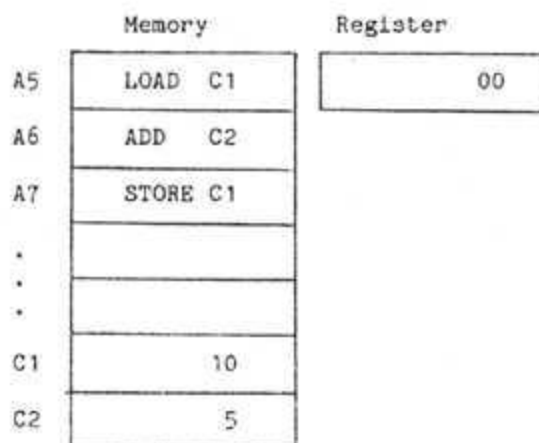 Memory Register
A5 LOAD C1 00
A6 ADD C2
A7 STORE C1
.
.
.
C1 10
C2 5